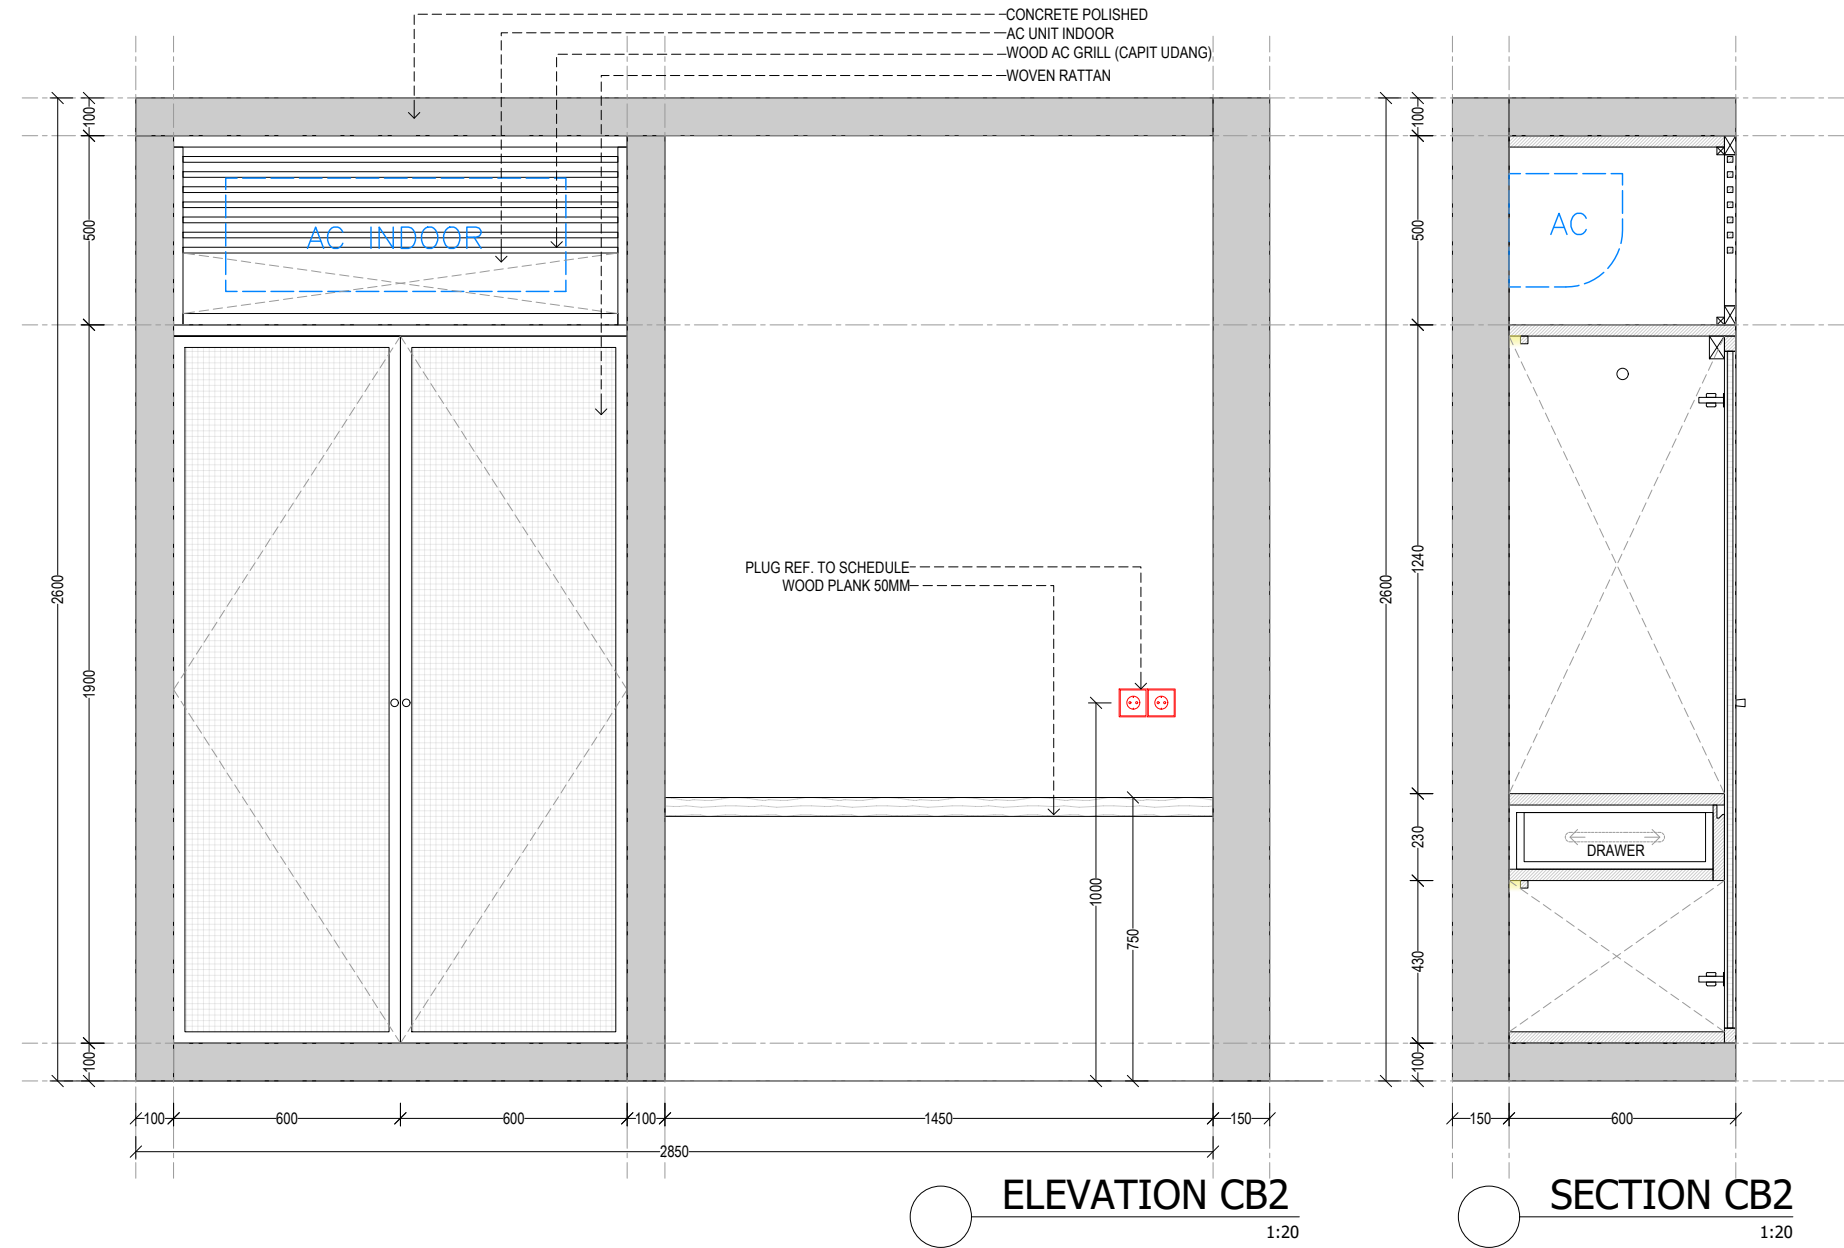 CONCRETE POLISHED
AC UNIT INDOOR
WOOD AC GRILL (CAPIT UDANG)
WOVEN RATTAN
100
500
1900
100
2600
AC INDOOR
PLUG REF. TO SCHEDULE
WOOD PLANK 50MM
1000
750
100
600
600
100
1450
150
2850
ELEVATION CB2
1:20
2600
100
500
1240
230
430
100
AC
DRAWER
150
600
SECTION CB2
1:20